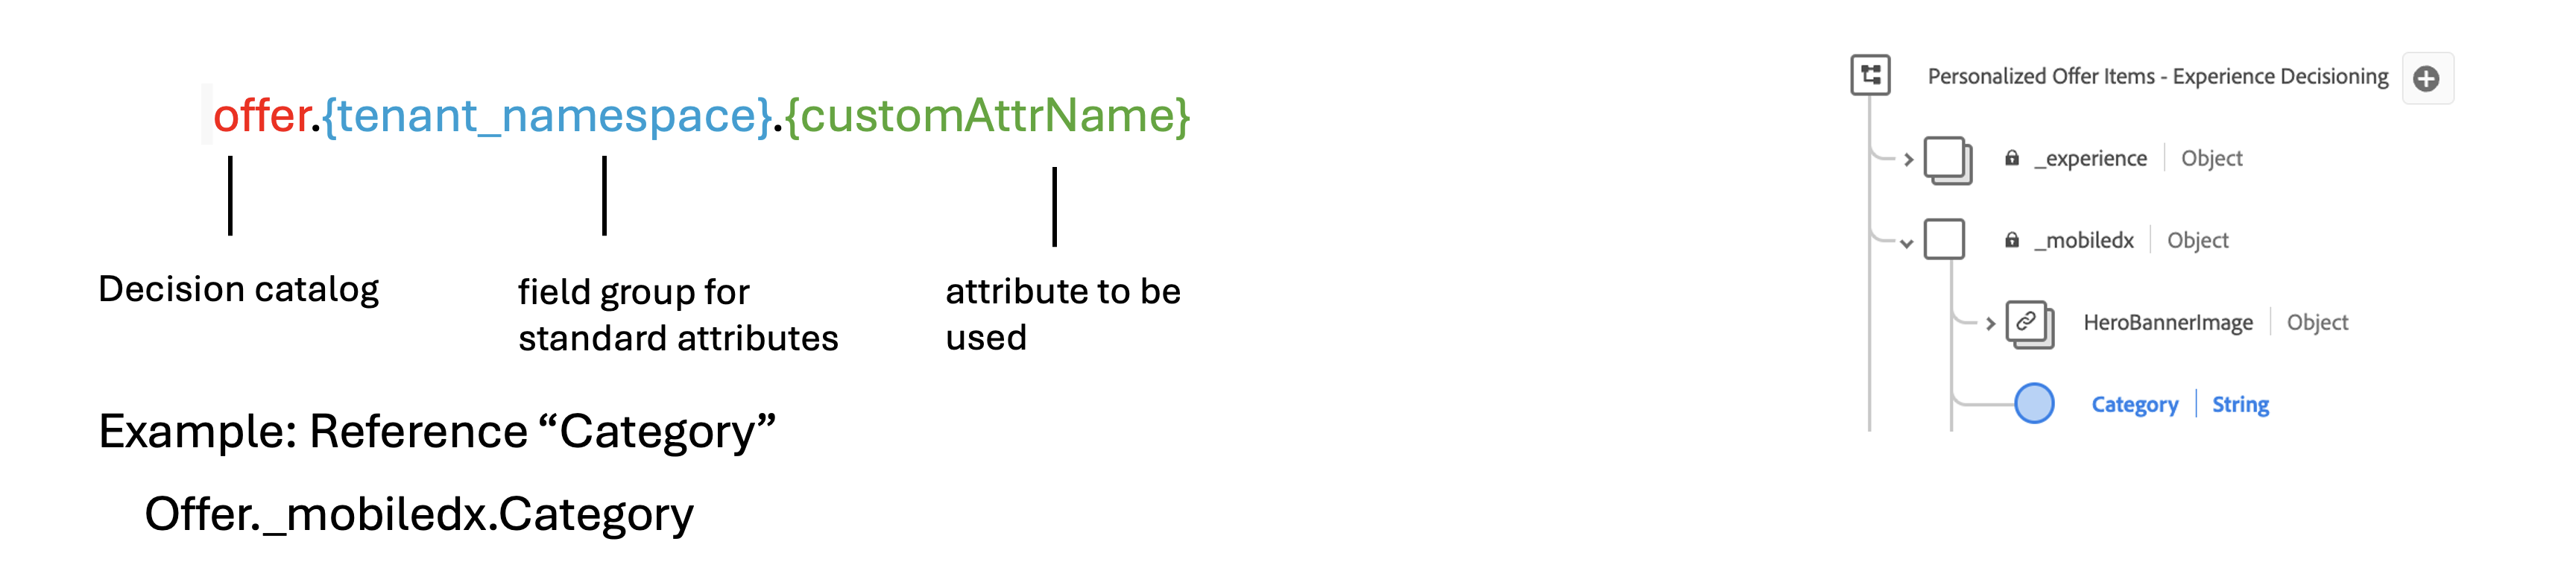 offer.{tenant_namespace}.{customAttrName}
Decision catalog
field group for
standard attributes
attribute to be
used
Example: Reference “Category”
Offer._mobiledx.Category
Personalized Offer Items - Experience Decisioning
_experience Object
_mobiledx Object
HeroBannerImage Object
Category String